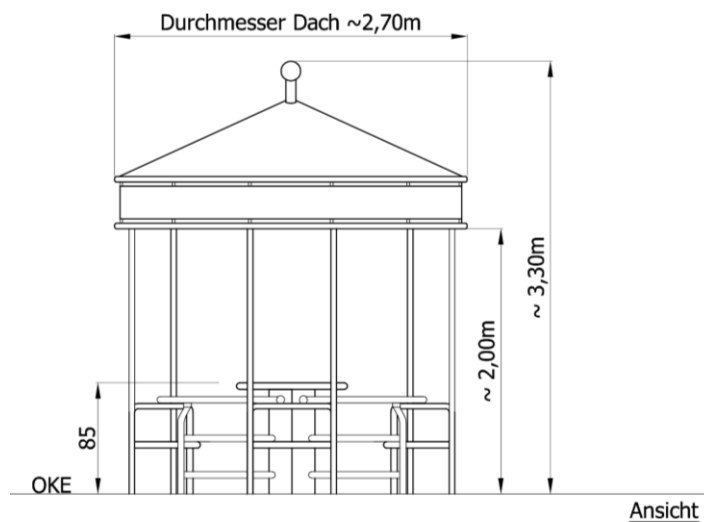 Durchmesser Dach ~2,70m
~ 3,30m
~ 2,00m
85
OKE
Ansicht